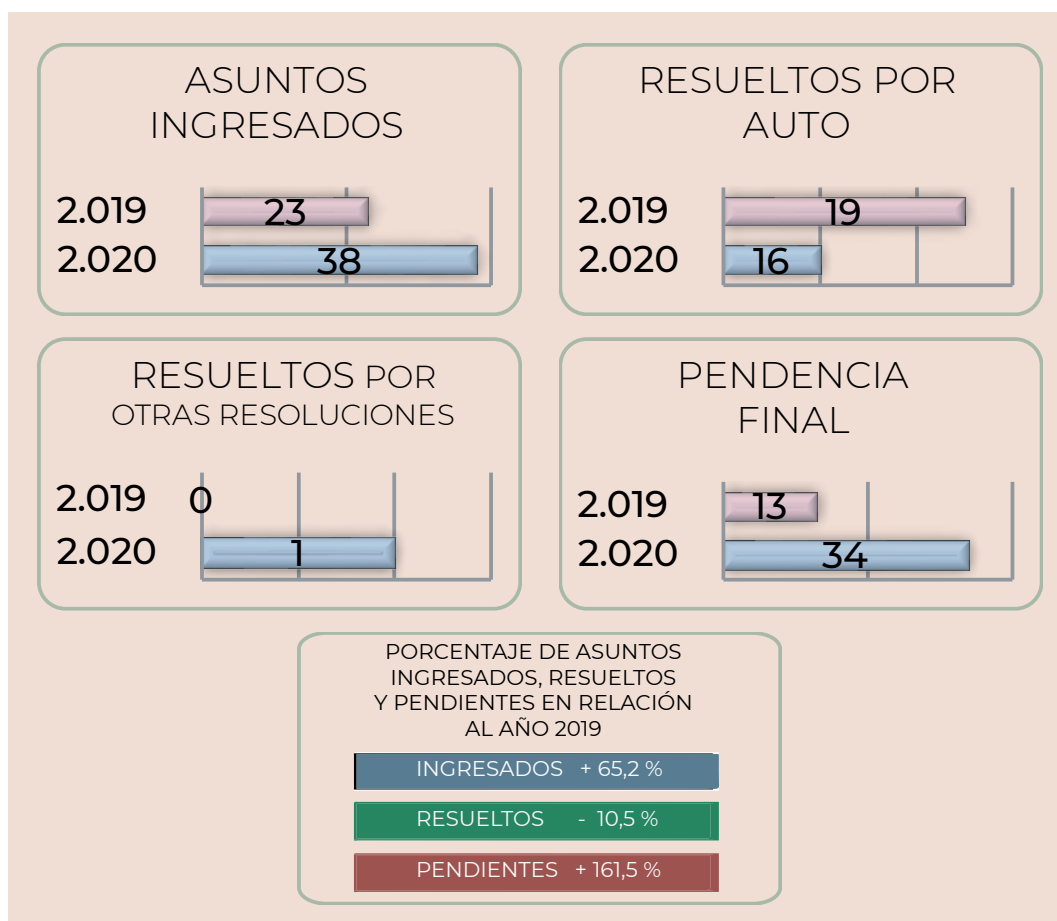 ASUNTOS
INGRESADOS
2.019 23
2.020 38
RESUELTOS POR
AUTO
2.019 19
2.020 16
RESUELTOS POR
OTRAS RESOLUCIONES
2.019 0
2.020 1
PENDENCIA
FINAL
2.019 13
2.020 34
PORCENTAJE DE ASUNTOS
INGRESADOS, RESUELTOS
Y PENDIENTES EN RELACIÓN
AL AÑO 2019
INGRESADOS + 65,2 %
RESUELTOS - 10,5 %
PENDIENTES + 161,5 %